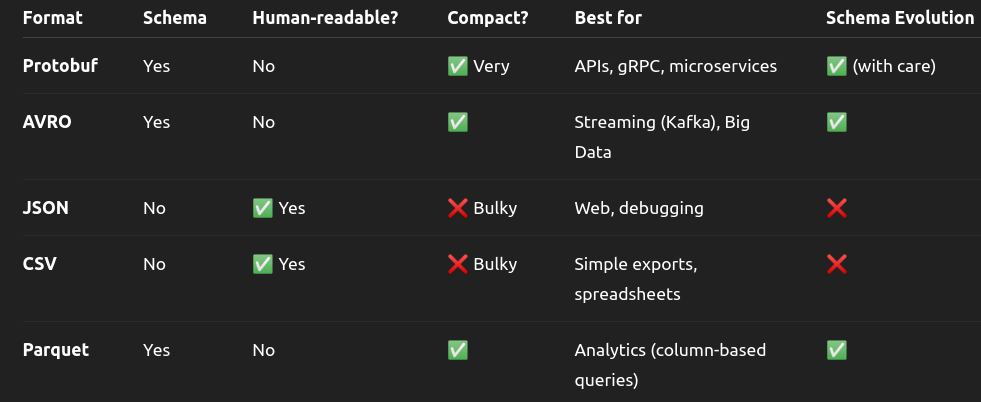 Format Schema Human-readable? Compact? Best for Schema Evolution
Protobuf Yes No ✅ Very APIs, gRPC, microservices ✅ (with care)
AVRO Yes No ✅ Streaming (Kafka), Big ✅
Data
JSON No ✅ Yes ❌ Bulky Web, debugging ❌
CSV No ✅ Yes ❌ Bulky Simple exports, ❌
spreadsheets
Parquet Yes No ✅ Analytics (column-based ✅
queries)